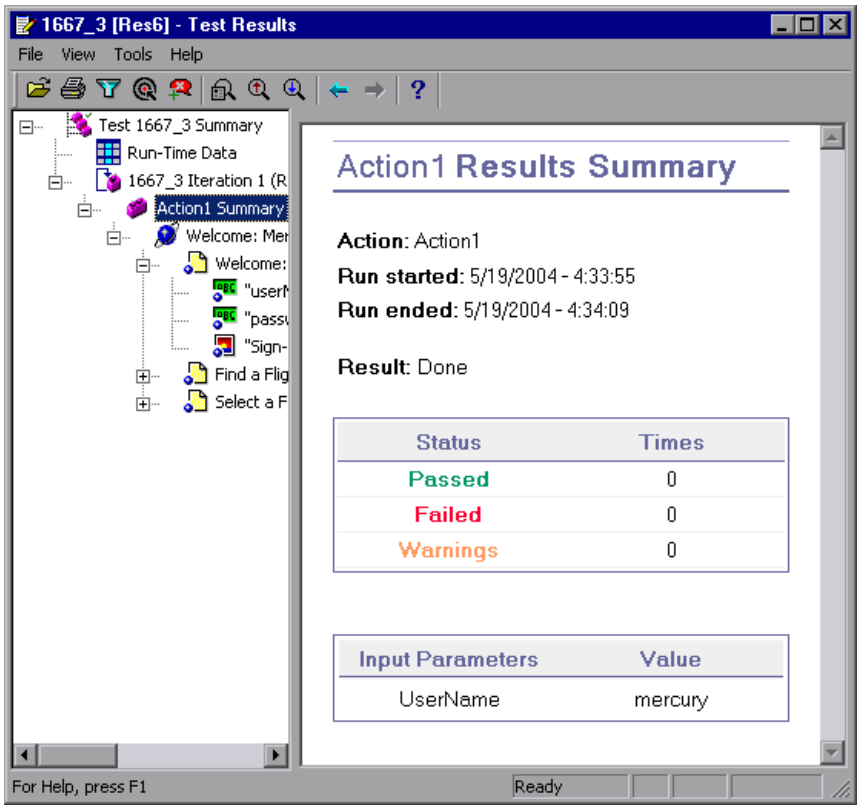 1667_3 [Res6] - Test Results
File View Tools Help
Test 1667_3 Summary
Run-Time Data
1667_3 Iteration 1 (R
Action1 Summary
Welcome: Mer
Welcome:
"userN
"passw
"Sign-
Find a Flig
Select a F
Action1 Results Summary
Action: Action1
Run started: 5/19/2004 - 4:33:55
Run ended: 5/19/2004 - 4:34:09
Result: Done
Status Times
Passed 0
Failed 0
Warnings 0
Input Parameters Value
UserName mercury
For Help, press F1 Ready